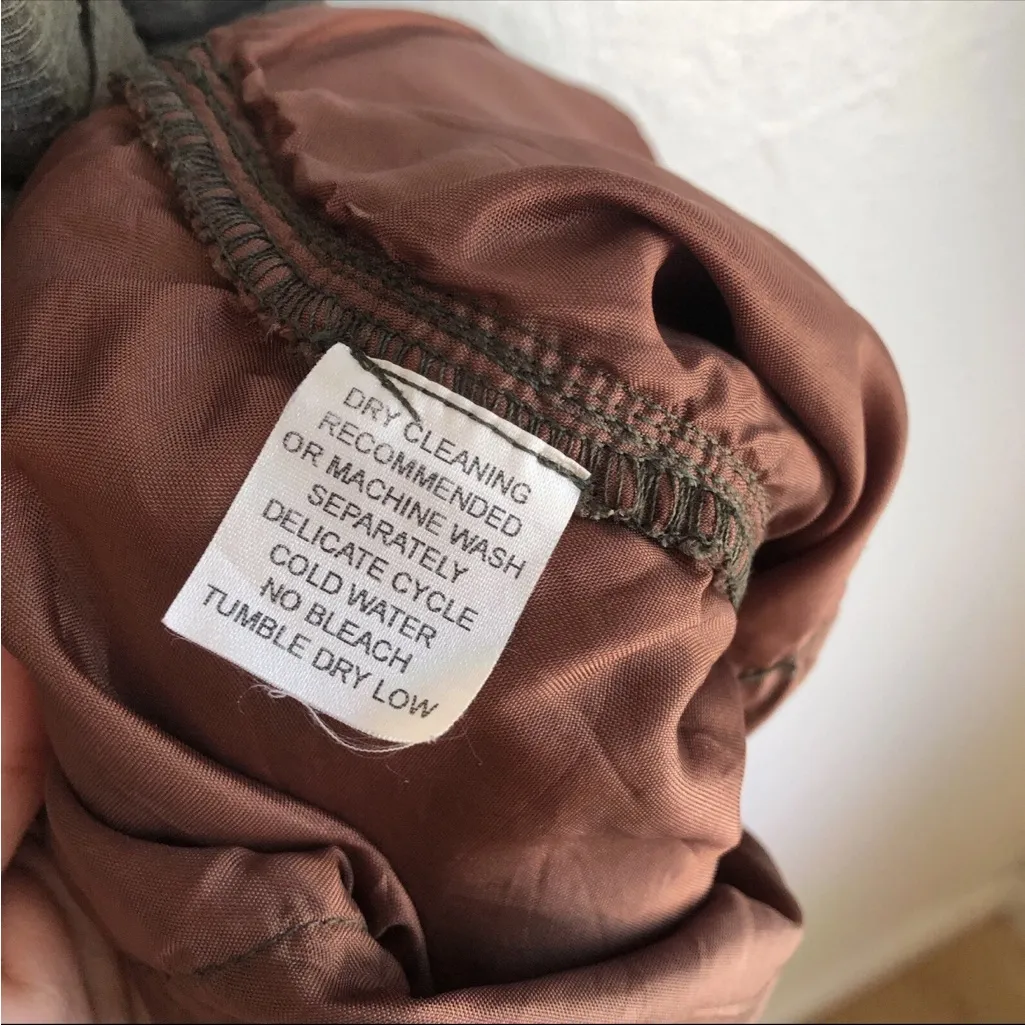 DRY CLEANING
RECOMMENDED
OR MACHINE WASH
SEPARATELY
DELICATE CYCLE
COLD WATER
NO BLEACH
TUMBLE DRY LOW